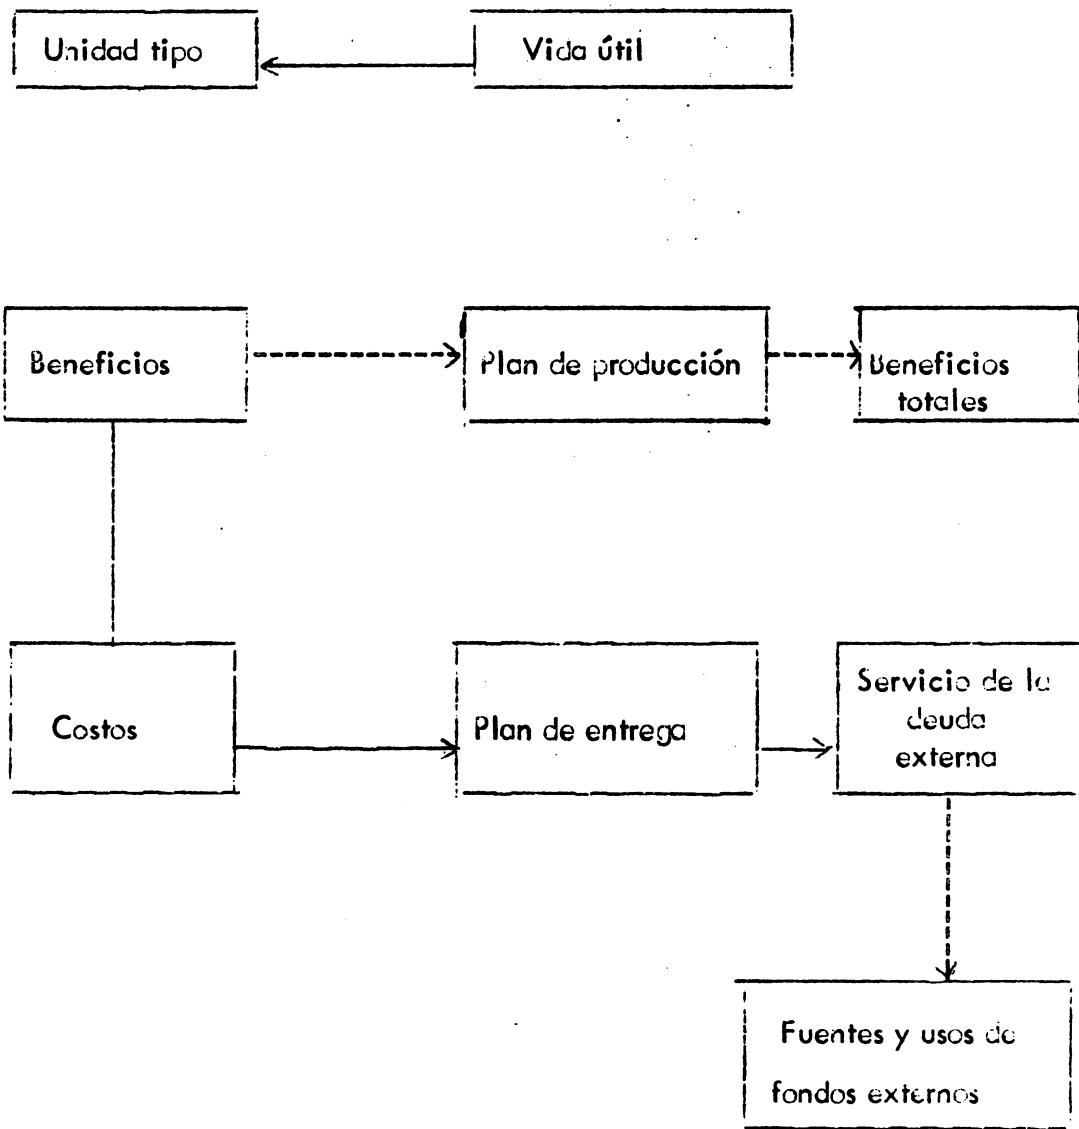 Unidad tipo
Vida útil
Beneficios
Plan de producción
Beneficios
totales
Costos
Plan de entrega
Servicio de la
deuda
externa
Fuentes y usos de
fondos externos